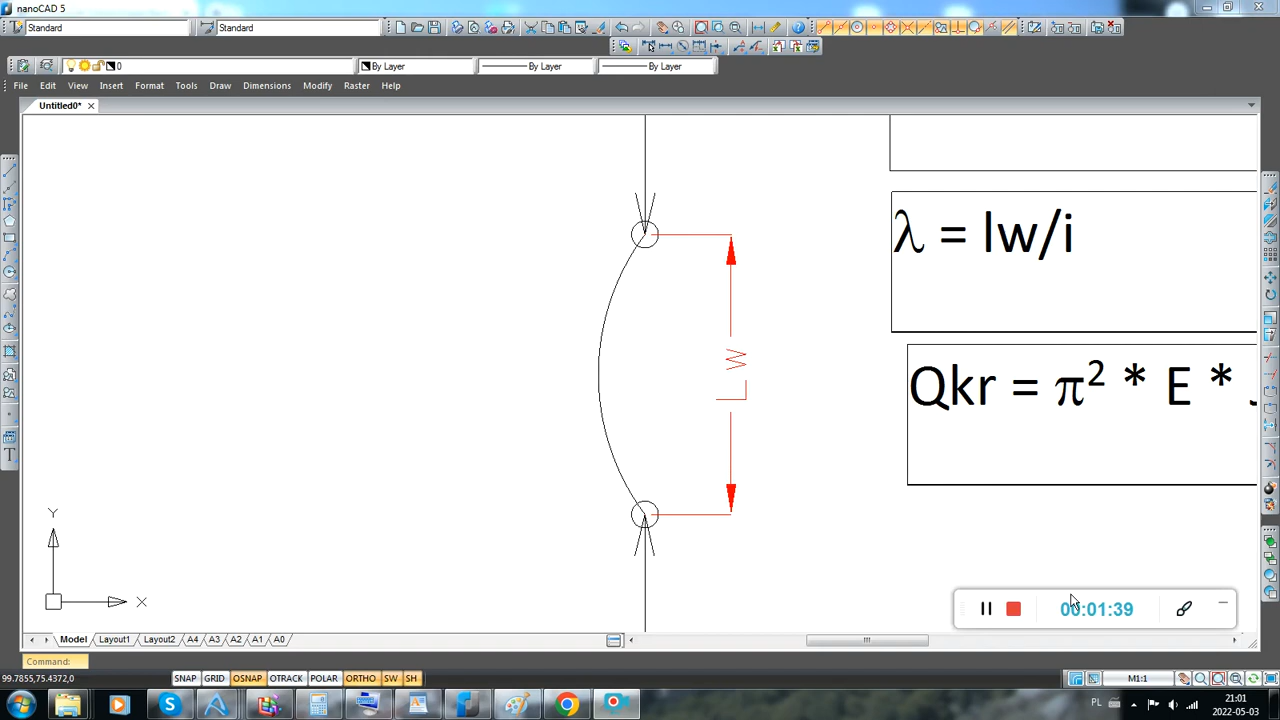 nanoCAD 5
Standard
Standard
0
By Layer
By Layer
By Layer
File Edit View Insert Format Tools Draw Dimensions Modify Raster Help
Untitled0*
λ = lw/i
LW
Qkr = π² * E *
Y
X
00:01:39
Model Layout1 Layout2 A4 A3 A2 A1 A0
Command:
99.7855,75.4372,0
SNAP GRID OSNAP OTRACK POLAR ORTHO SW SH
M1:1
PL
21:01
2022-05-03